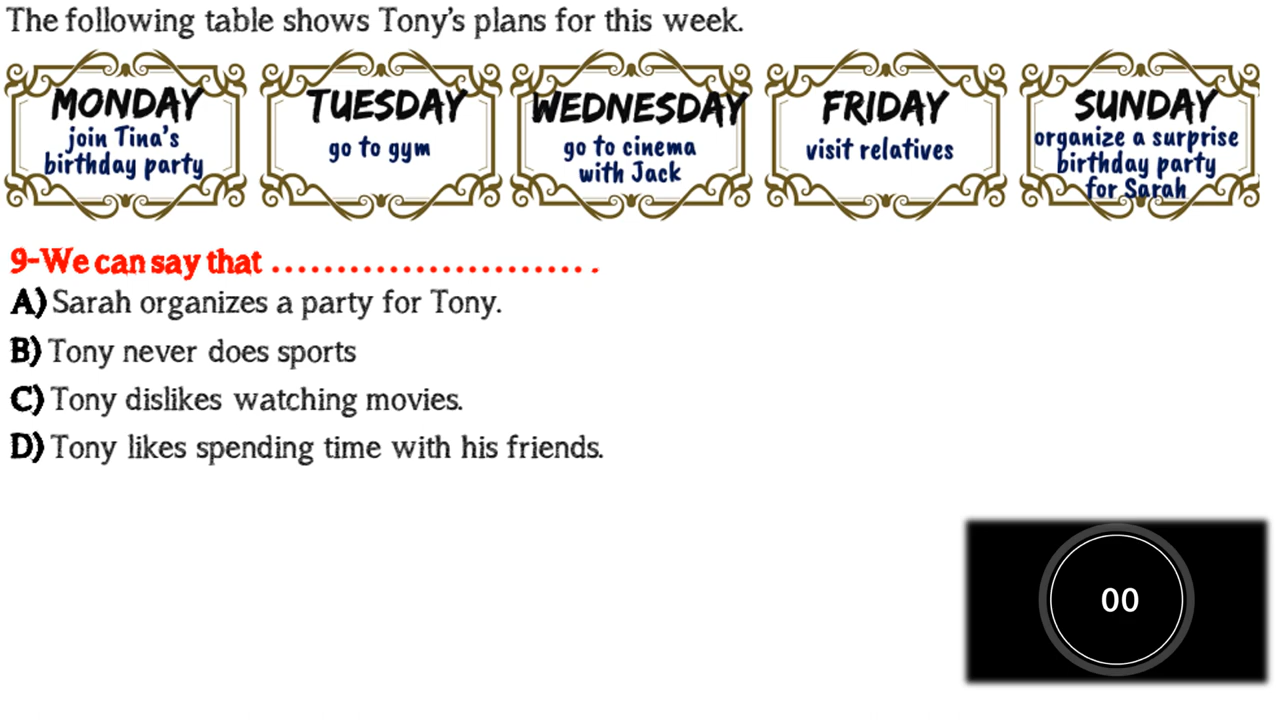 The following table shows Tony's plans for this week.
MONDAY
join Tina's
birthday party
TUESDAY
go to gym
WEDNESDAY
go to cinema
with Jack
FRIDAY
visit relatives
SUNDAY
organize a surprise
birthday party
for Sarah
9-We can say that .......................... .
A) Sarah organizes a party for Tony.
B) Tony never does sports
C) Tony dislikes watching movies.
D) Tony likes spending time with his friends.
00